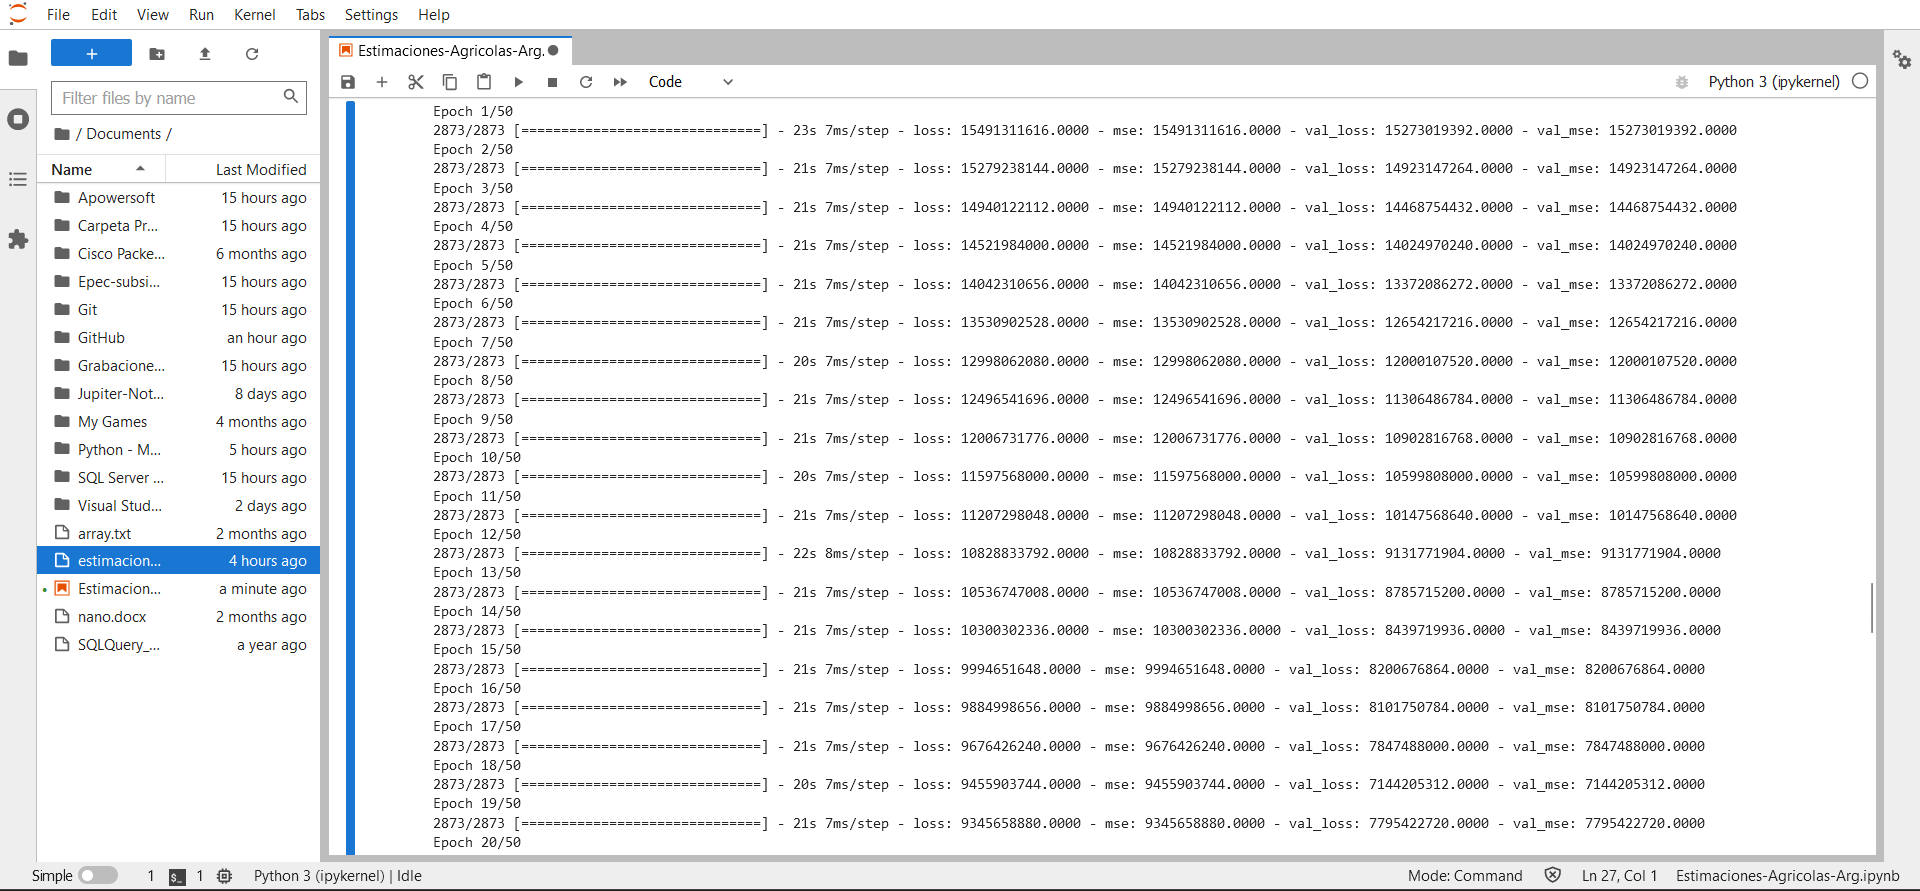 File Edit View Run Kernel Tabs Settings Help
+
Filter files by name
/ Documents /
Name Last Modified
Apowersoft 15 hours ago
Carpeta Pr... 15 hours ago
Cisco Packe... 6 months ago
Epec-subsi... 15 hours ago
Git 15 hours ago
GitHub an hour ago
Grabacione... 15 hours ago
Jupiter-Not... 8 days ago
My Games 4 months ago
Python - M... 5 hours ago
SQL Server ... 15 hours ago
Visual Stud... 2 days ago
array.txt 2 months ago
estimacion... 4 hours ago
Estimacion... a minute ago
nano.docx 2 months ago
SQLQuery_... a year ago
Estimaciones-Agricolas-Arg.
Code
Python 3 (ipykernel)
Epoch 1/50
2873/2873 [==============================] - 23s 7ms/step - loss: 15491311616.0000 - mse: 15491311616.0000 - val_loss: 15273019392.0000 - val_mse: 15273019392.0000
Epoch 2/50
2873/2873 [==============================] - 21s 7ms/step - loss: 15279238144.0000 - mse: 15279238144.0000 - val_loss: 14923147264.0000 - val_mse: 14923147264.0000
Epoch 3/50
2873/2873 [==============================] - 21s 7ms/step - loss: 14940122112.0000 - mse: 14940122112.0000 - val_loss: 14468754432.0000 - val_mse: 14468754432.0000
Epoch 4/50
2873/2873 [==============================] - 21s 7ms/step - loss: 14521984000.0000 - mse: 14521984000.0000 - val_loss: 14024970240.0000 - val_mse: 14024970240.0000
Epoch 5/50
2873/2873 [==============================] - 21s 7ms/step - loss: 14042310656.0000 - mse: 14042310656.0000 - val_loss: 13372086272.0000 - val_mse: 13372086272.0000
Epoch 6/50
2873/2873 [==============================] - 21s 7ms/step - loss: 13530902528.0000 - mse: 13530902528.0000 - val_loss: 12654217216.0000 - val_mse: 12654217216.0000
Epoch 7/50
2873/2873 [==============================] - 20s 7ms/step - loss: 12998062080.0000 - mse: 12998062080.0000 - val_loss: 12000107520.0000 - val_mse: 12000107520.0000
Epoch 8/50
2873/2873 [==============================] - 21s 7ms/step - loss: 12496541696.0000 - mse: 12496541696.0000 - val_loss: 11306486784.0000 - val_mse: 11306486784.0000
Epoch 9/50
2873/2873 [==============================] - 21s 7ms/step - loss: 12006731776.0000 - mse: 12006731776.0000 - val_loss: 10902816768.0000 - val_mse: 10902816768.0000
Epoch 10/50
2873/2873 [==============================] - 20s 7ms/step - loss: 11597568000.0000 - mse: 11597568000.0000 - val_loss: 10599808000.0000 - val_mse: 10599808000.0000
Epoch 11/50
2873/2873 [==============================] - 21s 7ms/step - loss: 11207298048.0000 - mse: 11207298048.0000 - val_loss: 10147568640.0000 - val_mse: 10147568640.0000
Epoch 12/50
2873/2873 [==============================] - 22s 8ms/step - loss: 10828833792.0000 - mse: 10828833792.0000 - val_loss: 9131771904.0000 - val_mse: 9131771904.0000
Epoch 13/50
2873/2873 [==============================] - 21s 7ms/step - loss: 10536747008.0000 - mse: 10536747008.0000 - val_loss: 8785715200.0000 - val_mse: 8785715200.0000
Epoch 14/50
2873/2873 [==============================] - 21s 7ms/step - loss: 10300302336.0000 - mse: 10300302336.0000 - val_loss: 8439719936.0000 - val_mse: 8439719936.0000
Epoch 15/50
2873/2873 [==============================] - 21s 7ms/step - loss: 9994651648.0000 - mse: 9994651648.0000 - val_loss: 8200676864.0000 - val_mse: 8200676864.0000
Epoch 16/50
2873/2873 [==============================] - 21s 7ms/step - loss: 9884998656.0000 - mse: 9884998656.0000 - val_loss: 8101750784.0000 - val_mse: 8101750784.0000
Epoch 17/50
2873/2873 [==============================] - 21s 7ms/step - loss: 9676426240.0000 - mse: 9676426240.0000 - val_loss: 7847488000.0000 - val_mse: 7847488000.0000
Epoch 18/50
2873/2873 [==============================] - 20s 7ms/step - loss: 9455903744.0000 - mse: 9455903744.0000 - val_loss: 7144205312.0000 - val_mse: 7144205312.0000
Epoch 19/50
2873/2873 [==============================] - 21s 7ms/step - loss: 9345658880.0000 - mse: 9345658880.0000 - val_loss: 7795422720.0000 - val_mse: 7795422720.0000
Epoch 20/50
Simple 1 $_ 1 Python 3 (ipykernel) | Idle Mode: Command Ln 27, Col 1 Estimaciones-Agricolas-Arg.ipynb